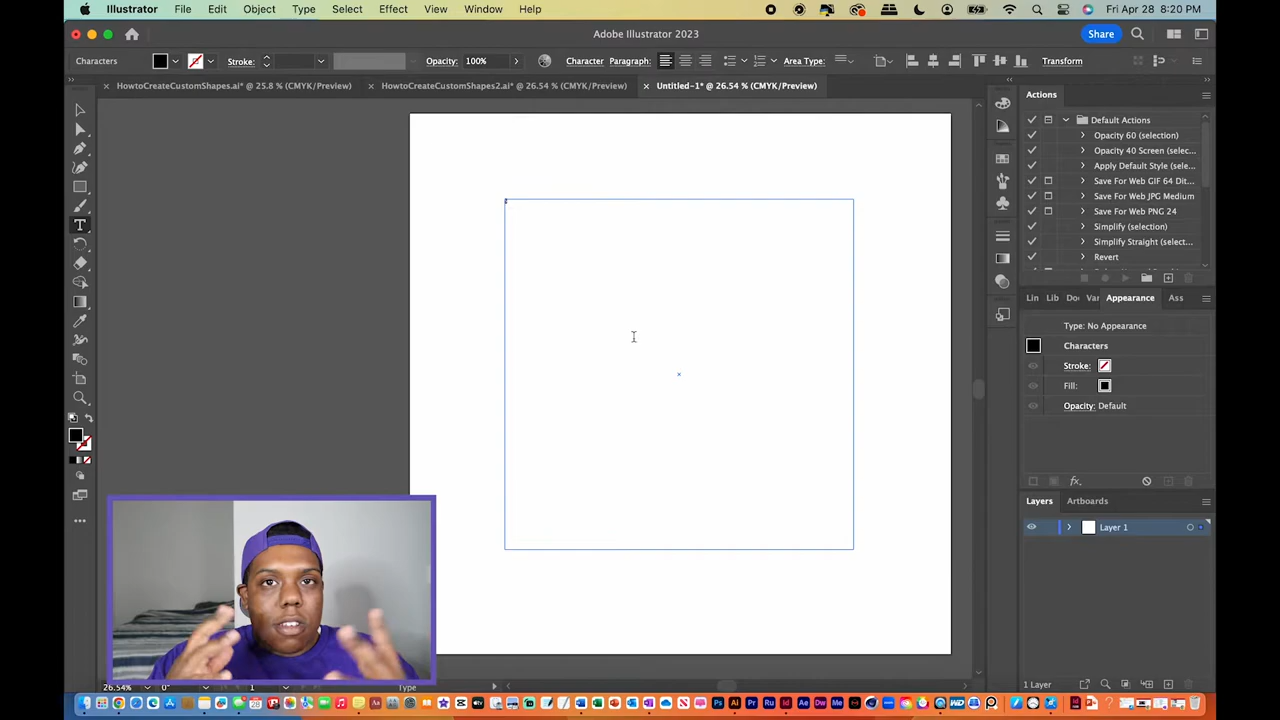 Illustrator File Edit Object Type Select Effect View Window Help Fri Apr 28 8:20 PM
Adobe Illustrator 2023 Share
Characters Stroke: Opacity: 100% Character Paragraph: Area Type: Transform
HowtoCreateCustomShapes.ai* @ 25.8 % (CMYK/Preview) HowtoCreateCustomShapes2.ai* @ 26.54 % (CMYK/Preview) Untitled-1* @ 26.54 % (CMYK/Preview)
Actions
Default Actions
Opacity 60 (selection)
Opacity 40 Screen (selec...
Apply Default Style (sele...
Save For Web GIF 64 Dit...
Save For Web JPG Medium
Save For Web PNG 24
Simplify (selection)
Simplify Straight (select...
Revert
Lin Lib Do Var Appearance Ass
Type: No Appearance
Characters
Stroke:
Fill:
Opacity: Default
fx.
Layers Artboards
Layer 1
1 Layer
26.54% 0° 1 Type